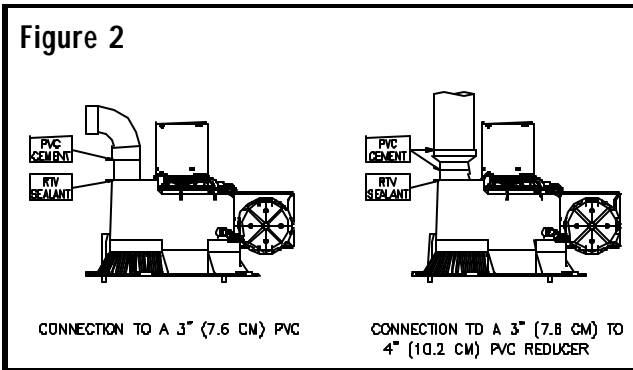 Figure 2
PVC
CEMENT
RTV
SEALANT
PVC
CEMENT
RTV
SEALANT
CONNECTION TO A 3" (7.6 CM) PVC
CONNECTION TO A 3" (7.6 CM) TO
4" (10.2 CM) PVC REDUCER